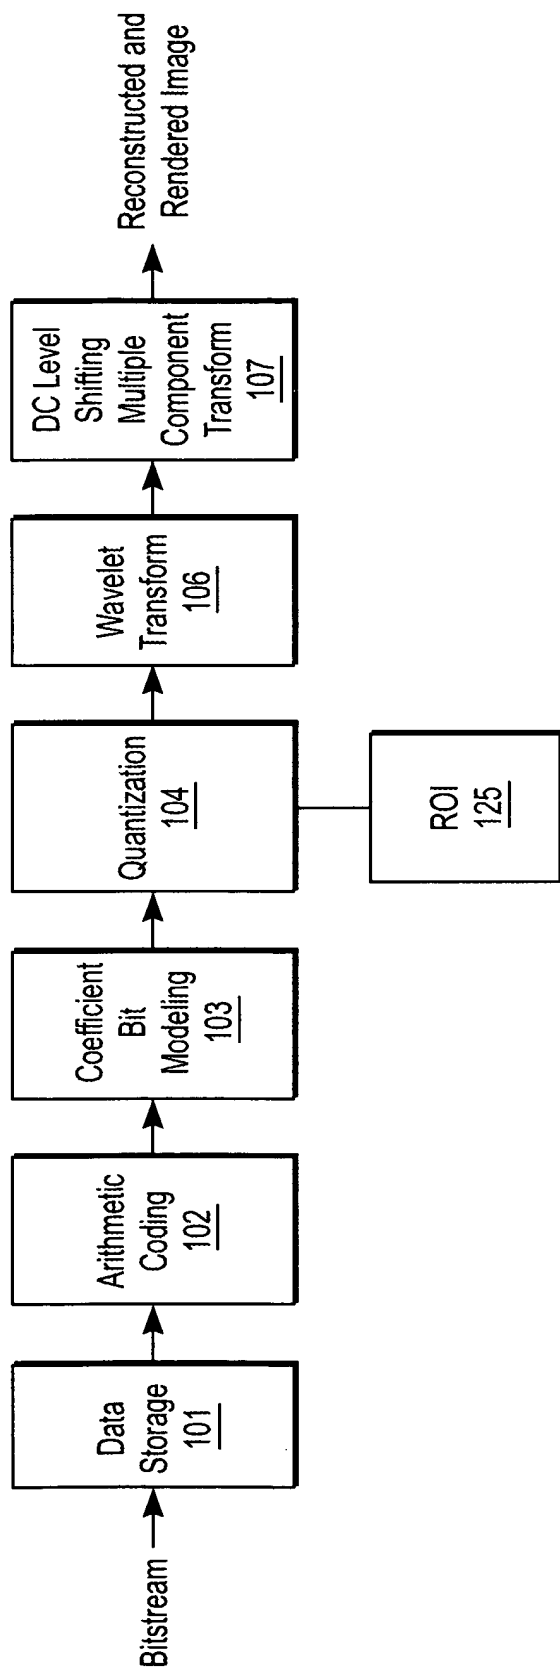 Bitstream
Data
Storage
101
Arithmetic
Coding
102
Coefficient
Bit
Modeling
103
Quantization
104
ROI
125
Wavelet
Transform
106
DC Level
Shifting
Multiple
Component
Transform
107
Reconstructed and
Rendered Image